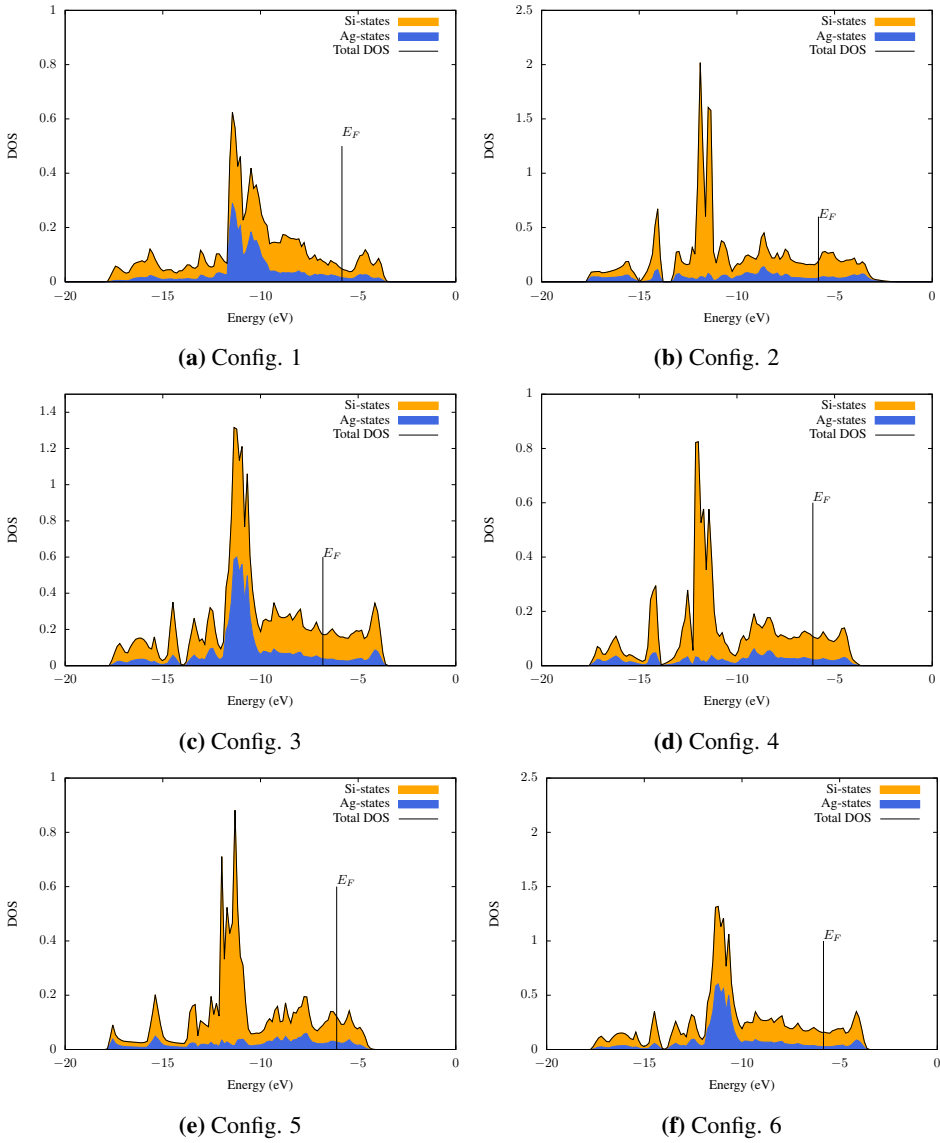 Si-states
Ag-states
Total DOS
E_F
DOS
1
0.8
0.6
0.4
0.2
0
−20
−15
−10
−5
0
Energy (eV)
(a) Config. 1
Si-states
Ag-states
Total DOS
E_F
DOS
2.5
2
1.5
1
0.5
0
−20
−15
−10
−5
0
Energy (eV)
(b) Config. 2
Si-states
Ag-states
Total DOS
E_F
DOS
1.4
1.2
1
0.8
0.6
0.4
0.2
0
−20
−15
−10
−5
0
Energy (eV)
(c) Config. 3
Si-states
Ag-states
Total DOS
E_F
DOS
1
0.8
0.6
0.4
0.2
0
−20
−15
−10
−5
0
Energy (eV)
(d) Config. 4
Si-states
Ag-states
Total DOS
E_F
DOS
1
0.8
0.6
0.4
0.2
0
−20
−15
−10
−5
0
Energy (eV)
(e) Config. 5
Si-states
Ag-states
Total DOS
E_F
DOS
2.5
2
1.5
1
0.5
0
−20
−15
−10
−5
0
Energy (eV)
(f) Config. 6